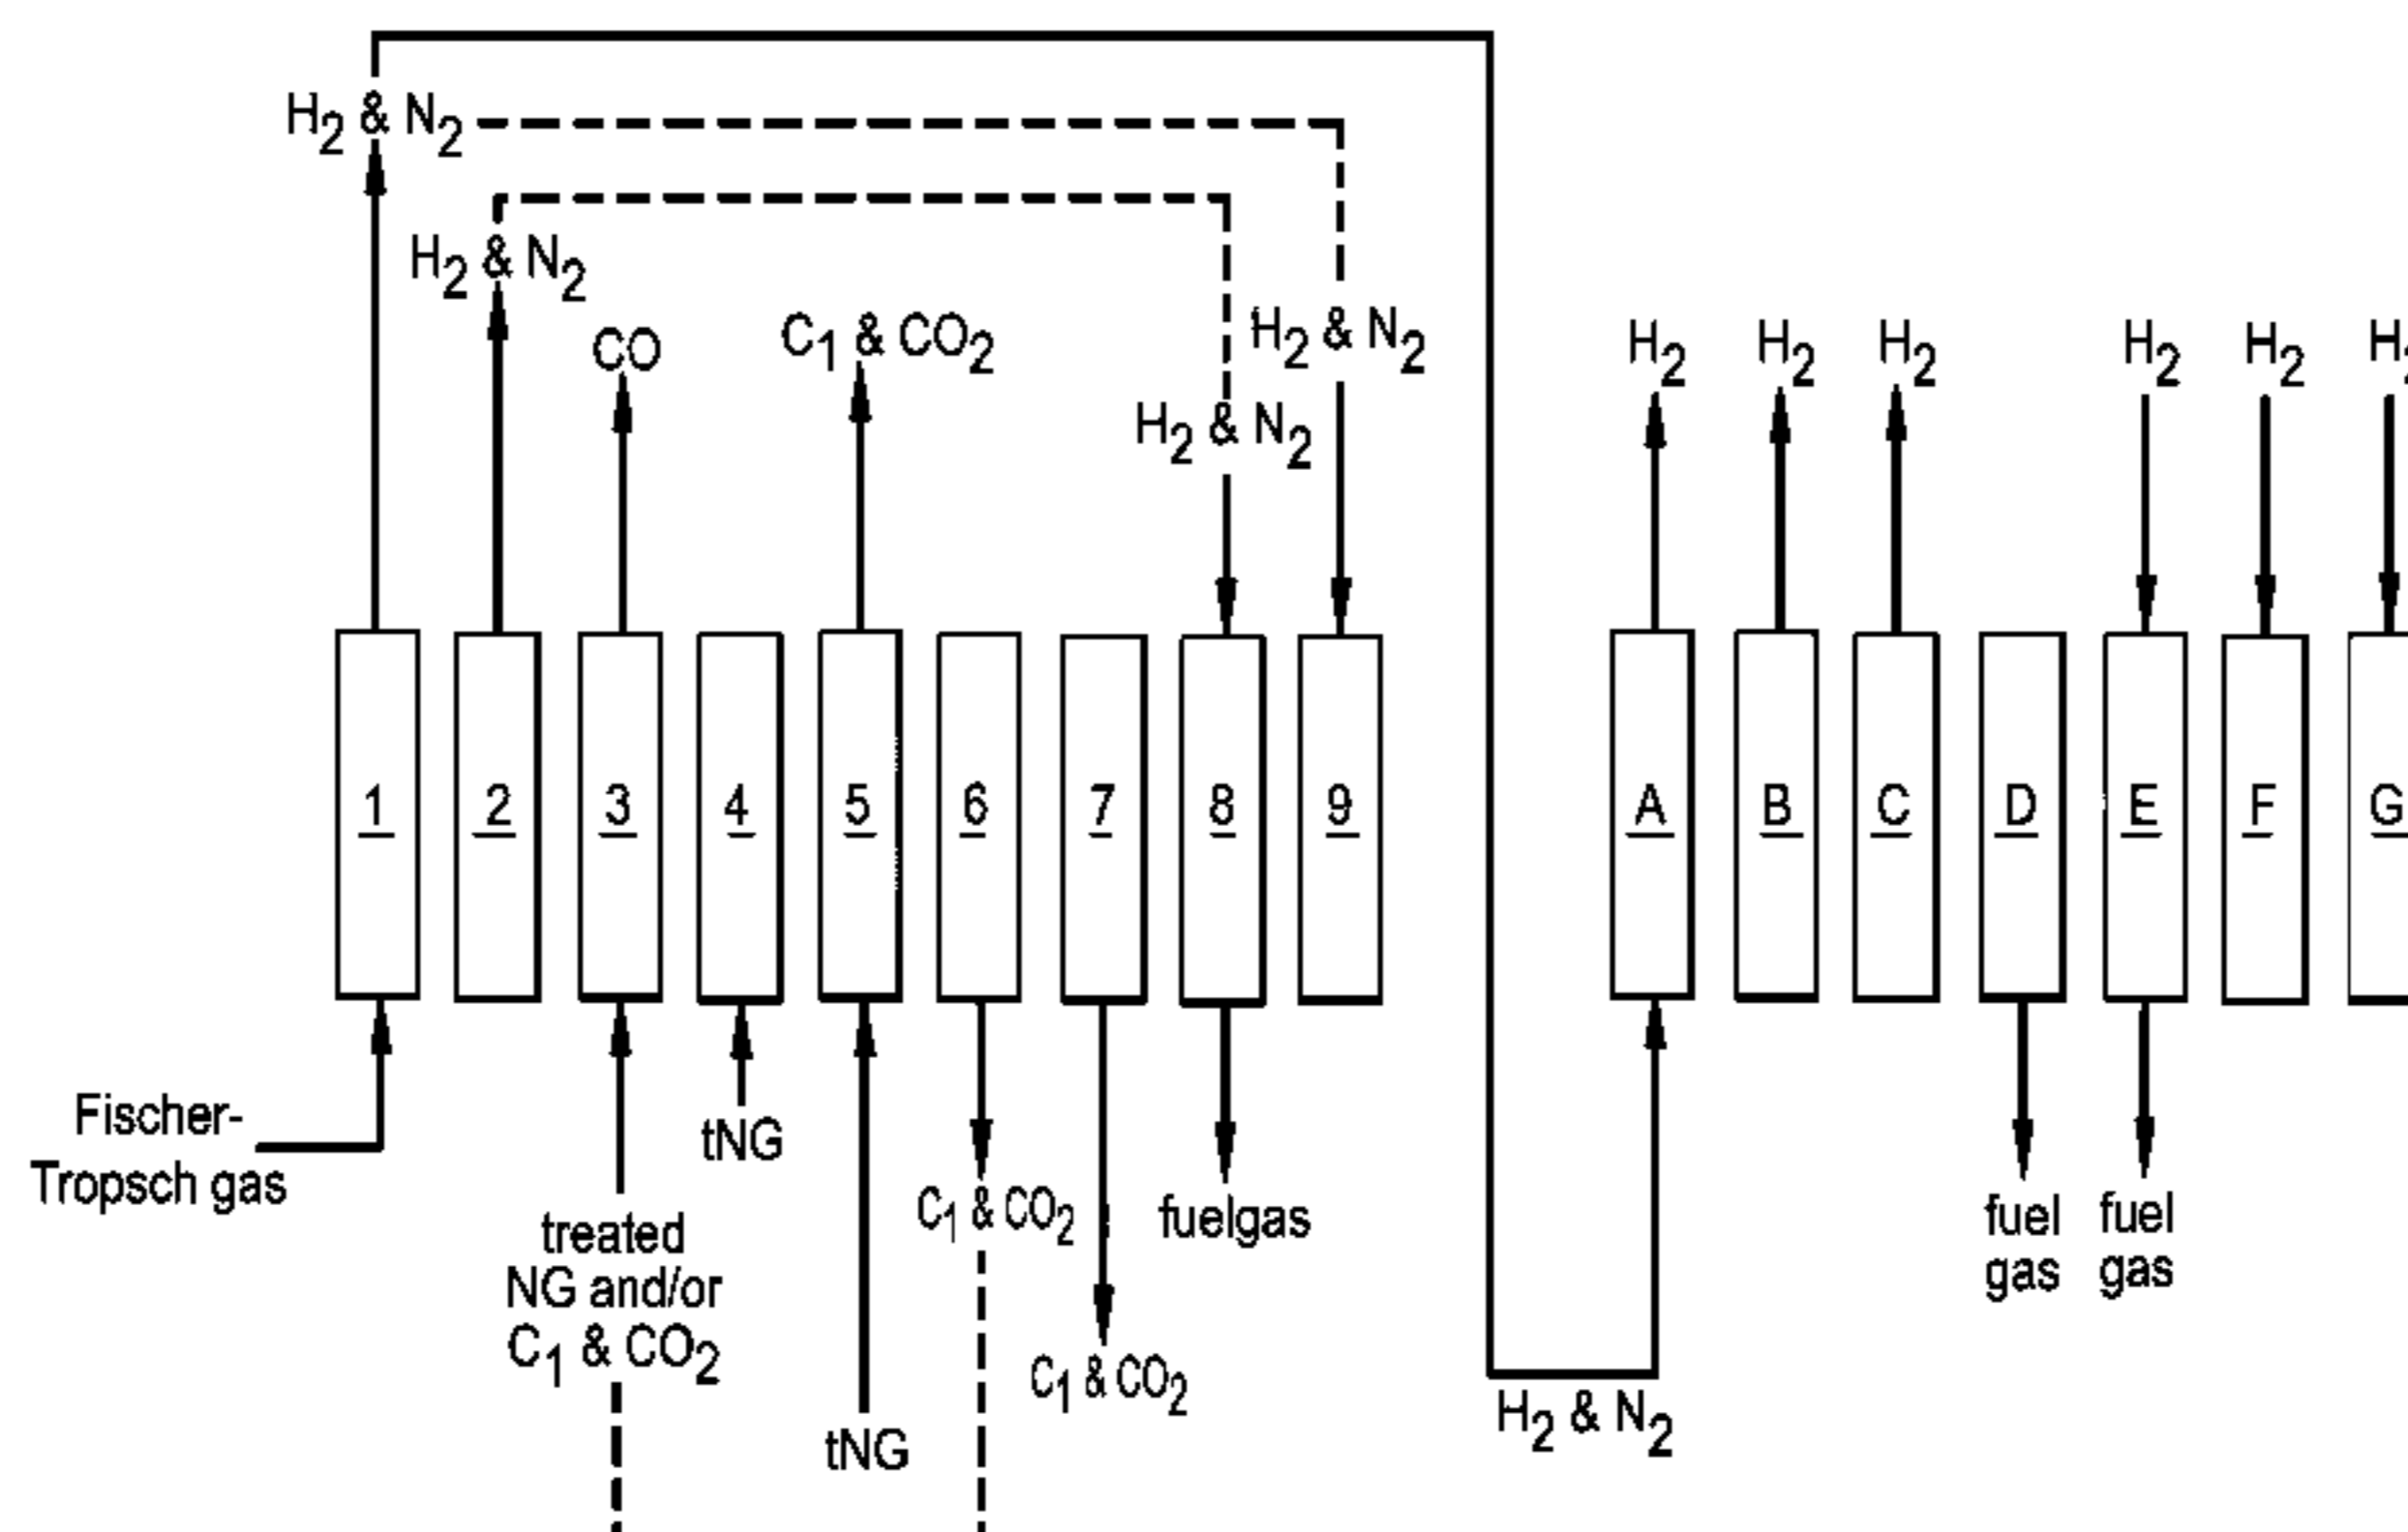 H2 & N2
H2 & N2
CO
C1 & CO2
H2 & N2
H2 & N2
H2
H2
H2
H2
H2
H2
1
2
3
4
5
6
7
8
9
A
B
C
D
E
F
G
Fischer-
Tropsch gas
treated
NG and/or
C1 & CO2
tNG
tNG
C1 & CO2
C1 & CO2
fuelgas
H2 & N2
fuel
gas
fuel
gas